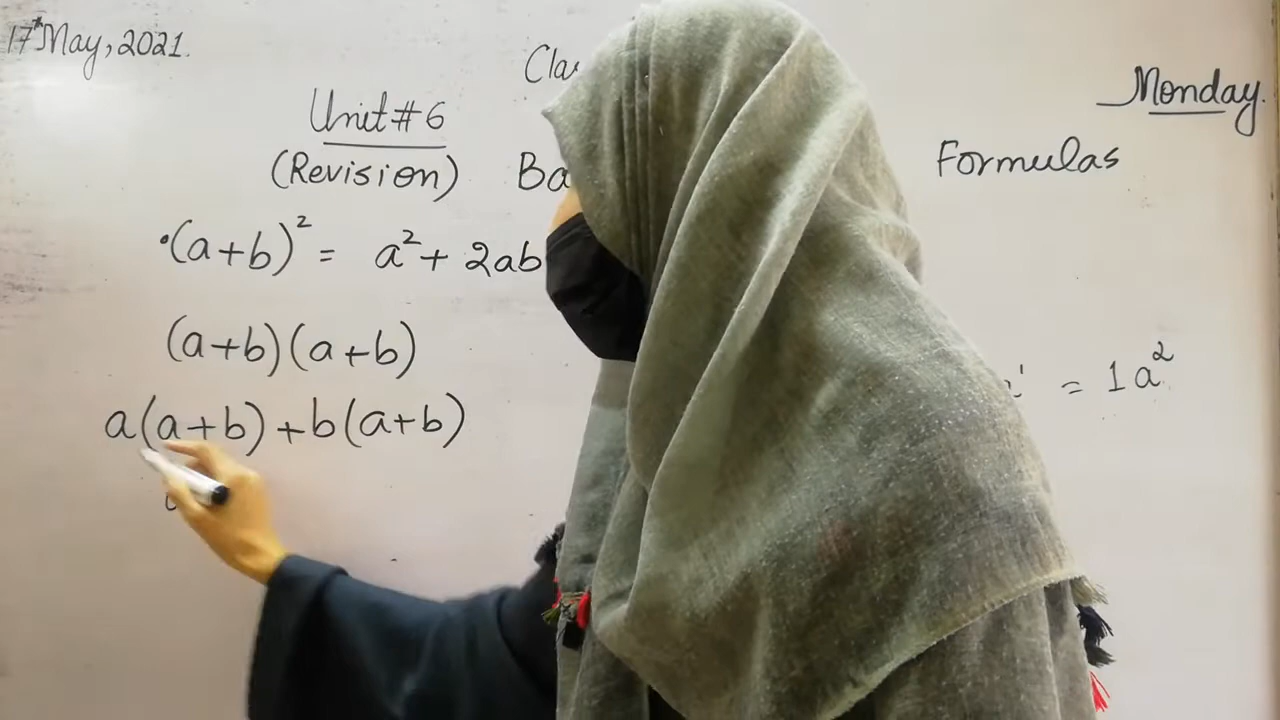 17th May, 2021.
Monday.
Unit # 6
(Revision) Formulas
•(a+b)² = a² + 2ab
(a+b)(a+b)
= 1a²
a(a+b) + b(a+b)